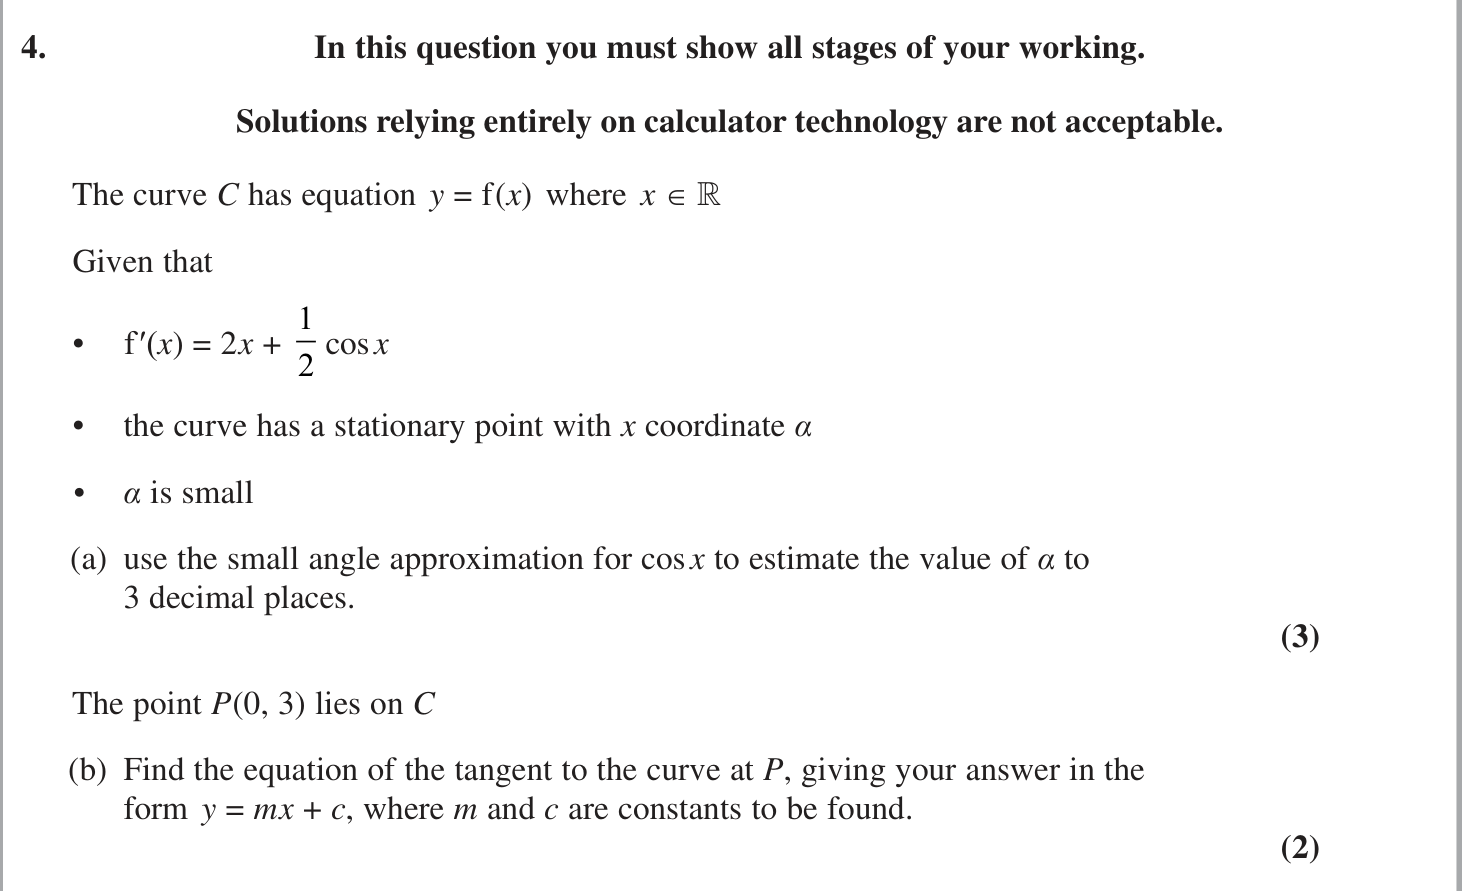 4. In this question you must show all stages of your working.
Solutions relying entirely on calculator technology are not acceptable.
The curve C has equation y = f(x) where x ∈ ℝ
Given that
• f′(x) = 2x + 1/2 cos x
• the curve has a stationary point with x coordinate α
• α is small
(a) use the small angle approximation for cos x to estimate the value of α to
3 decimal places.
(3)
The point P(0, 3) lies on C
(b) Find the equation of the tangent to the curve at P, giving your answer in the
form y = mx + c, where m and c are constants to be found.
(2)